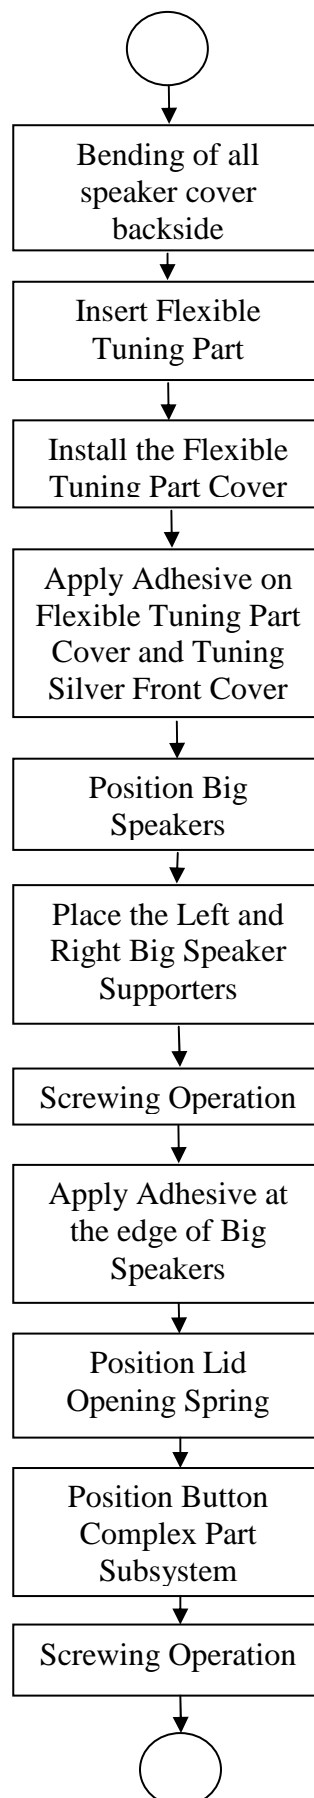 Bending of all
speaker cover
backside
Insert Flexible
Tuning Part
Install the Flexible
Tuning Part Cover
Apply Adhesive on
Flexible Tuning Part
Cover and Tuning
Silver Front Cover
Position Big
Speakers
Place the Left and
Right Big Speaker
Supporters
Screwing Operation
Apply Adhesive at
the edge of Big
Speakers
Position Lid
Opening Spring
Position Button
Complex Part
Subsystem
Screwing Operation